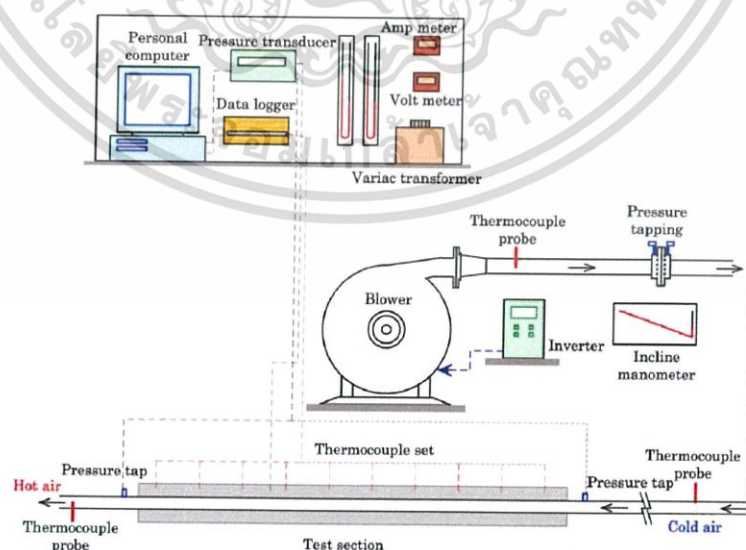 Personal computer
Pressure transducer
Amp meter
Data logger
Volt meter
Variac transformer
Thermocouple probe
Pressure tapping
Blower
Inverter
Incline manometer
Thermocouple set
Pressure tap
Hot air
Thermocouple probe
Test section
Pressure tap
Thermocouple probe
Cold air